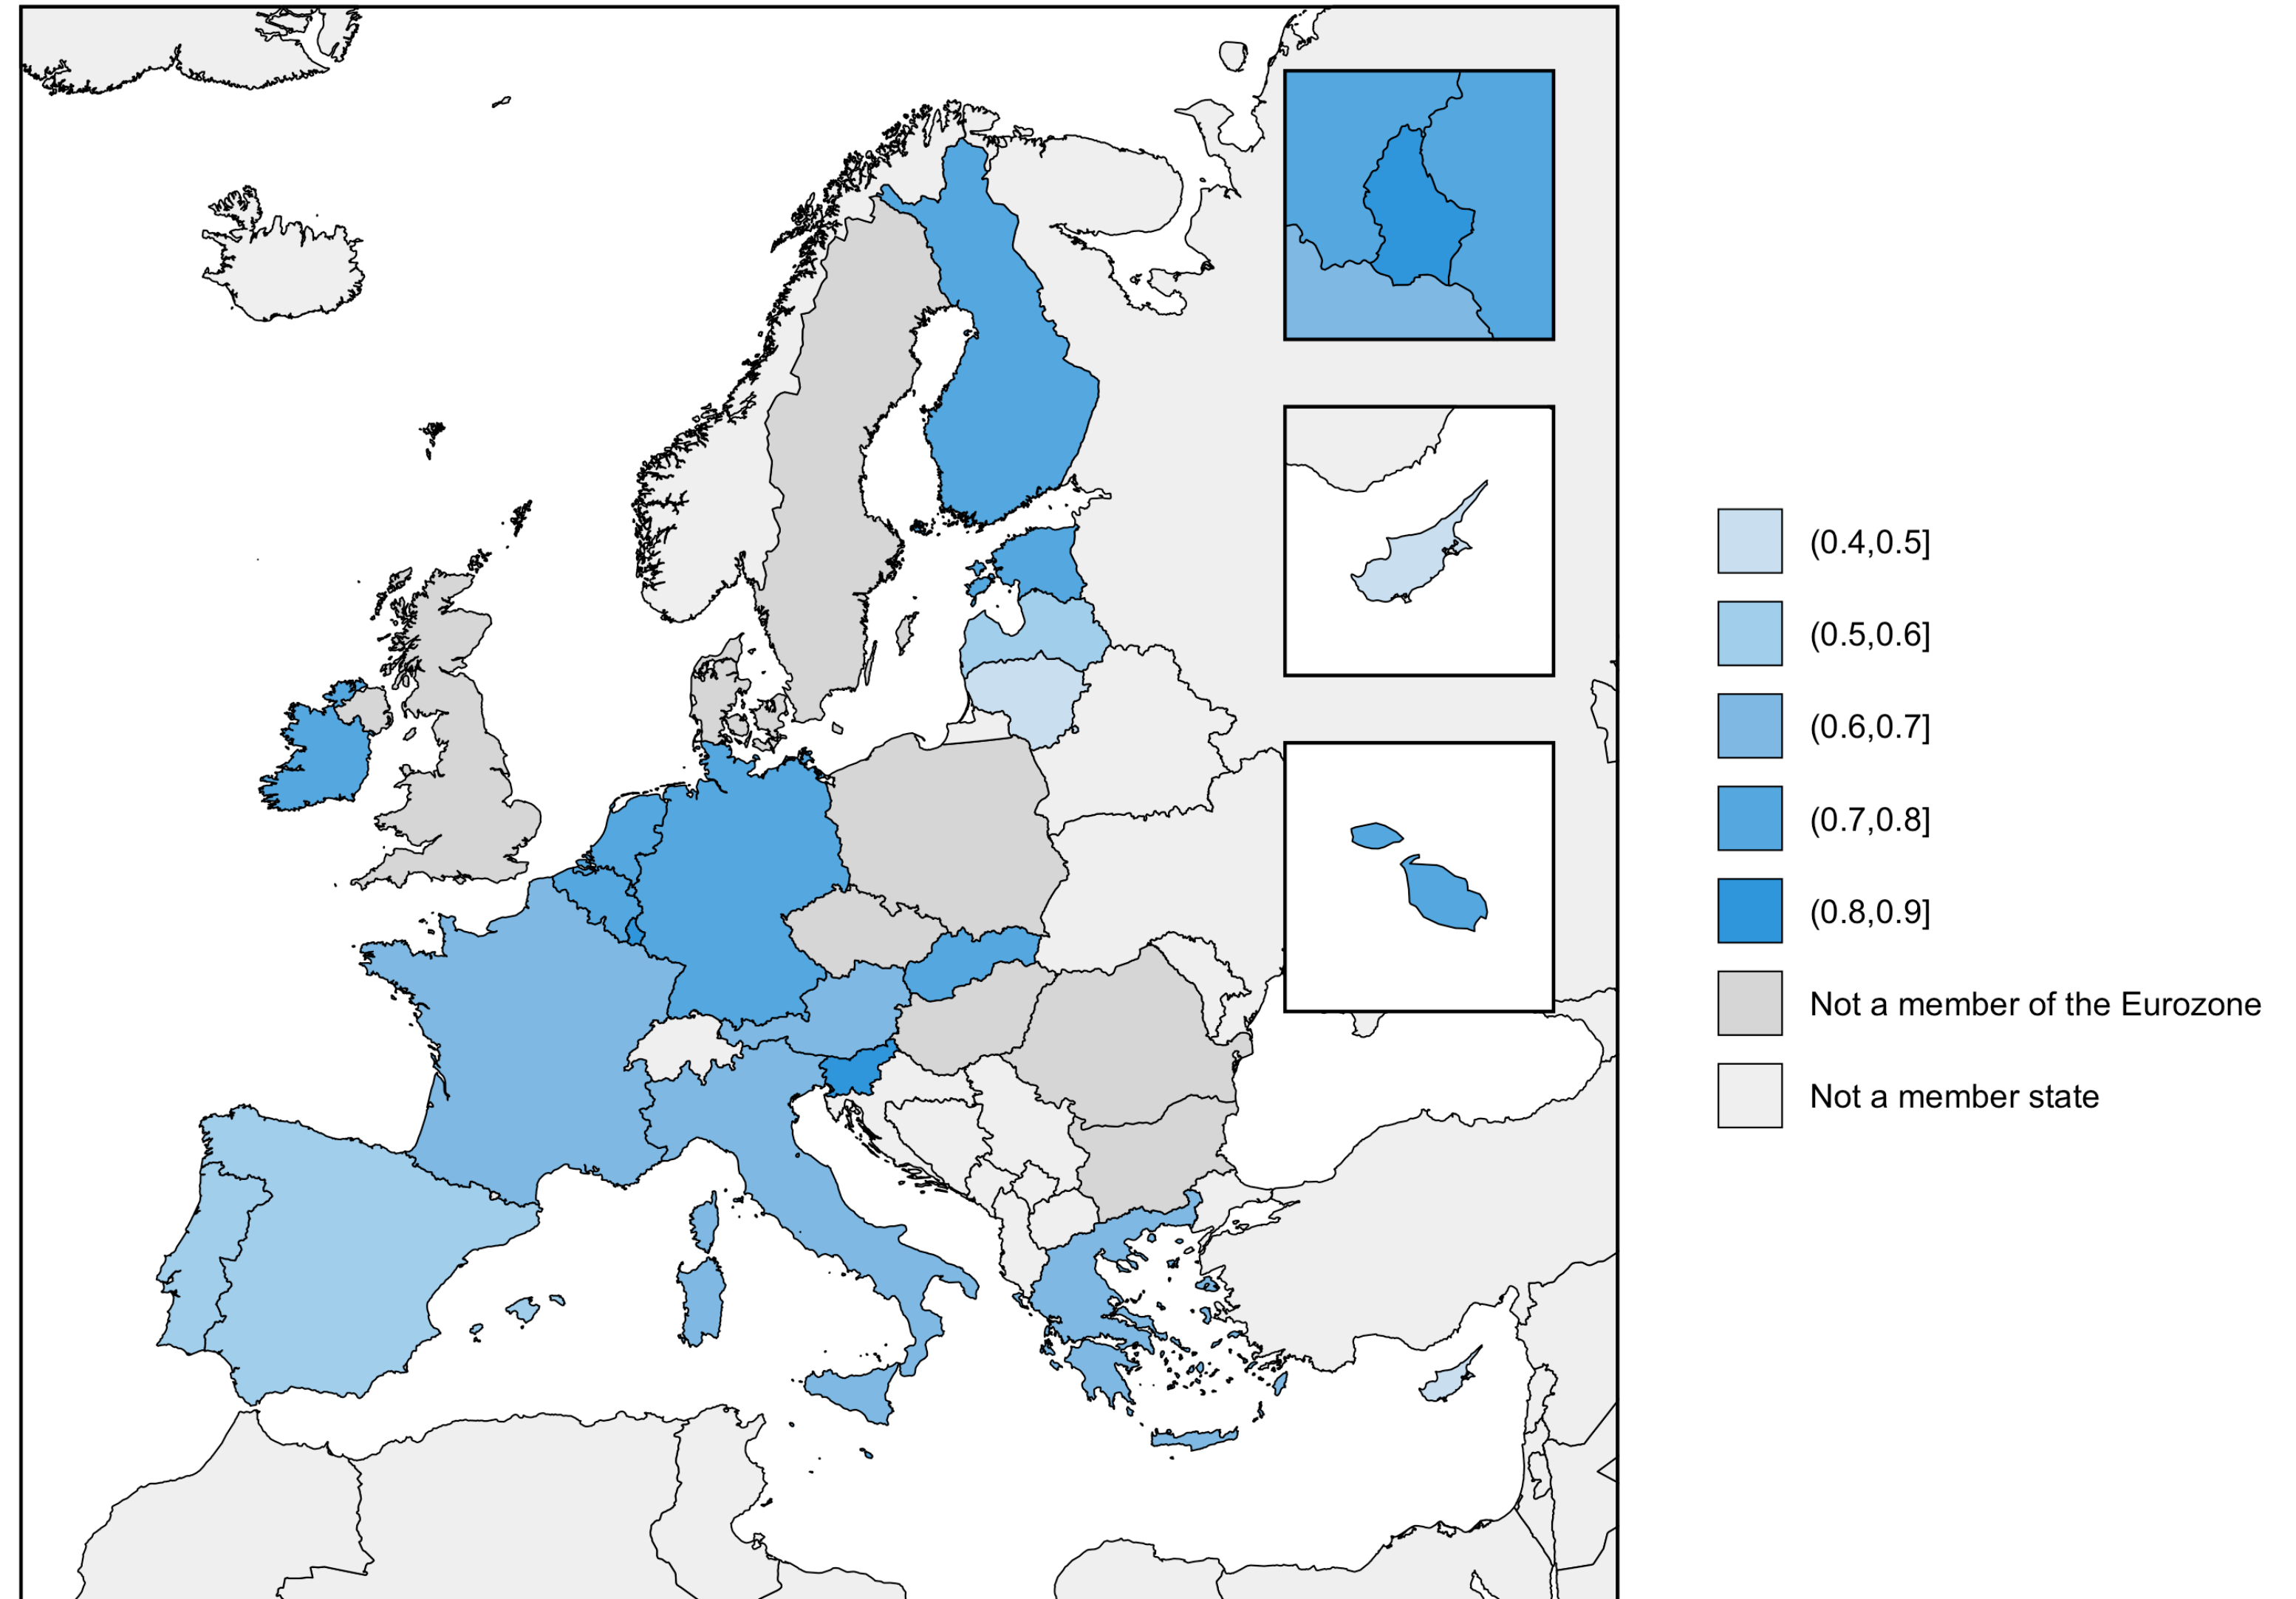 (0.4,0.5]
(0.5,0.6]
(0.6,0.7]
(0.7,0.8]
(0.8,0.9]
Not a member of the Eurozone
Not a member state